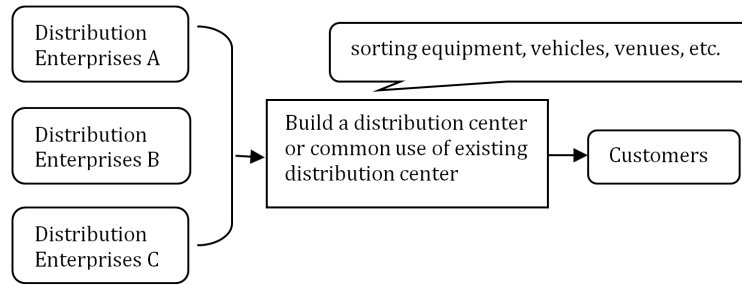 Distribution
Enterprises A
sorting equipment, vehicles, venues, etc.
Distribution
Enterprises B
Build a distribution center
or common use of existing
distribution center
Customers
Distribution
Enterprises C